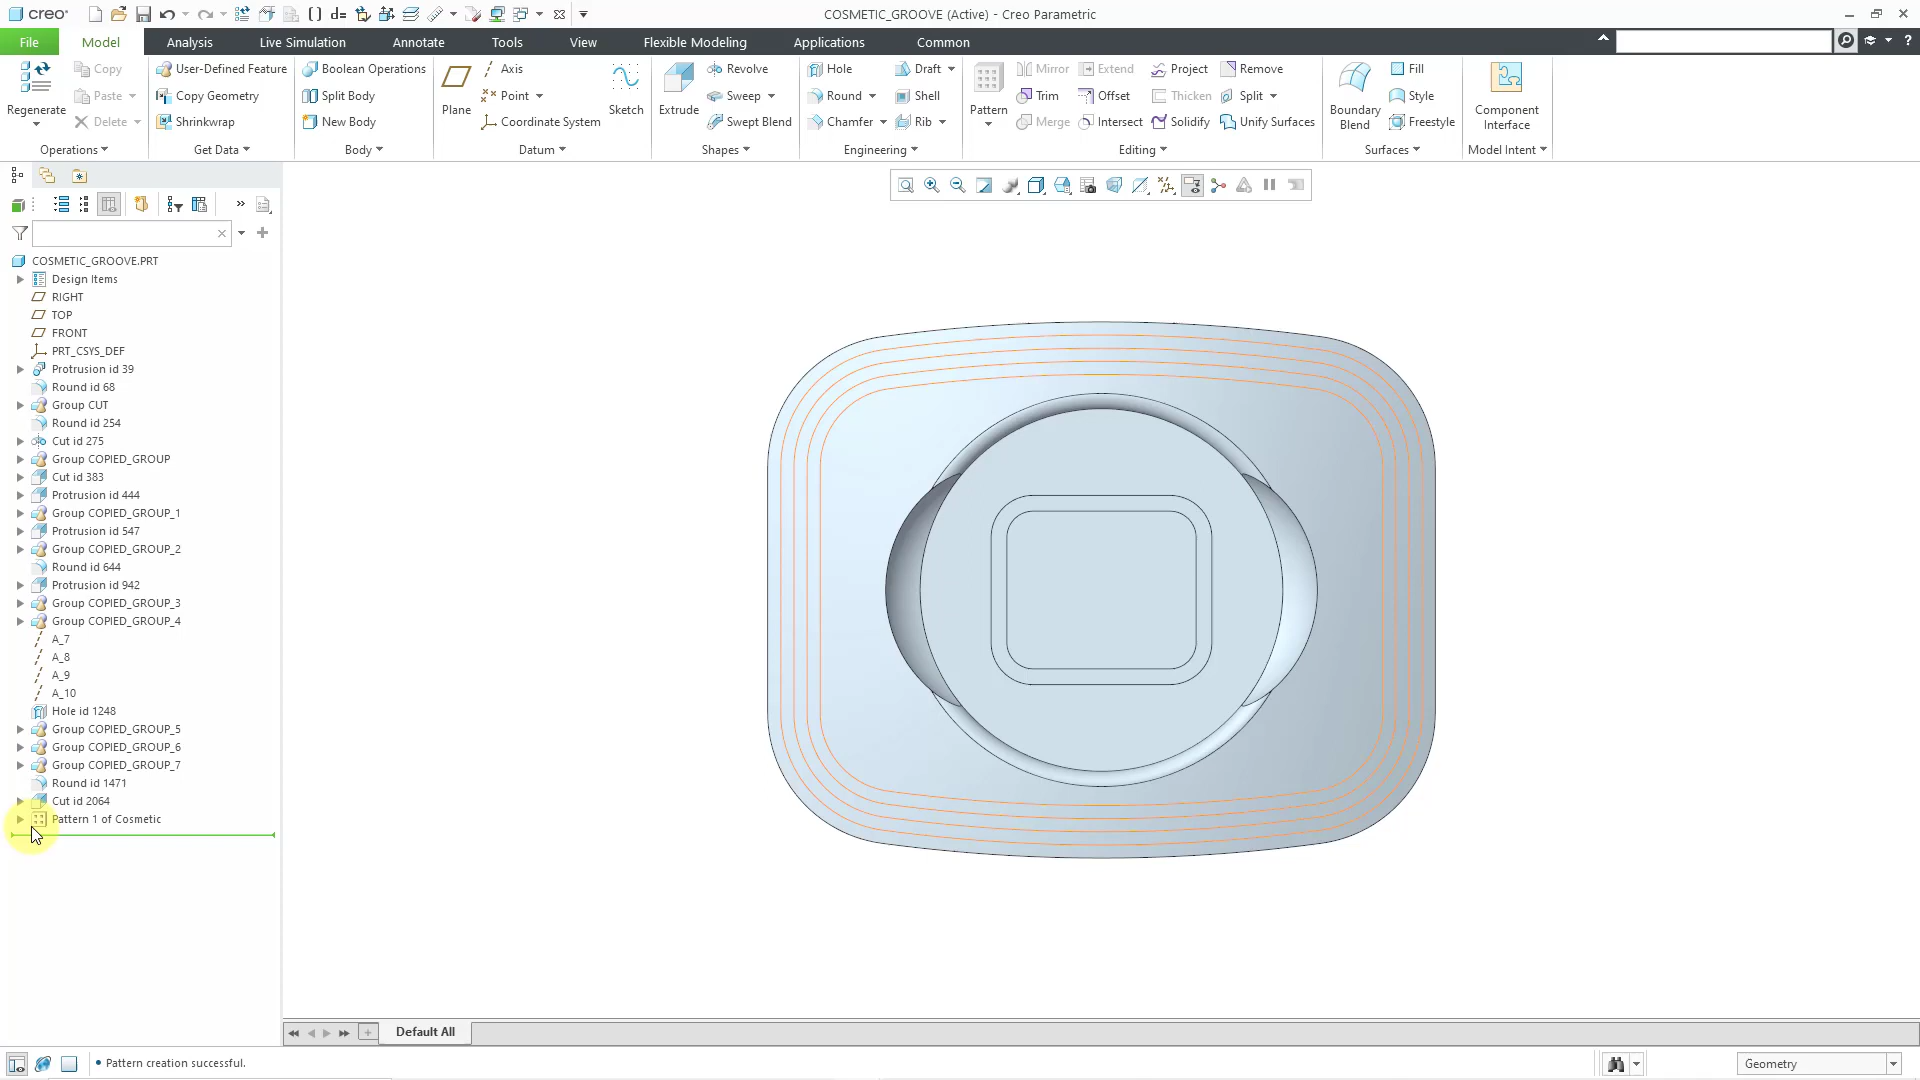 creo
COSMETIC_GROOVE (Active) - Creo Parametric
File
Model
Analysis
Live Simulation
Annotate
Tools
View
Flexible Modeling
Applications
Common
Regenerate
Copy
Paste
Delete
Operations
User-Defined Feature
Copy Geometry
Shrinkwrap
Get Data
Boolean Operations
Split Body
New Body
Body
Plane
Axis
Point
Coordinate System
Sketch
Datum
Extrude
Revolve
Sweep
Swept Blend
Shapes
Hole
Round
Chamfer
Draft
Shell
Rib
Engineering
Pattern
Mirror
Trim
Merge
Extend
Offset
Intersect
Project
Thicken
Solidify
Remove
Split
Unify Surfaces
Editing
Boundary
Blend
Fill
Style
Freestyle
Surfaces
Component
Interface
Model Intent
COSMETIC_GROOVE.PRT
Design Items
RIGHT
TOP
FRONT
PRT_CSYS_DEF
Protrusion id 39
Round id 68
Group CUT
Round id 254
Cut id 275
Group COPIED_GROUP
Cut id 383
Protrusion id 444
Group COPIED_GROUP_1
Protrusion id 547
Group COPIED_GROUP_2
Round id 644
Protrusion id 942
Group COPIED_GROUP_3
Group COPIED_GROUP_4
A_7
A_8
A_9
A_10
Hole id 1248
Group COPIED_GROUP_5
Group COPIED_GROUP_6
Group COPIED_GROUP_7
Round id 1471
Cut id 2064
Pattern 1 of Cosmetic
Default All
• Pattern creation successful.
Geometry